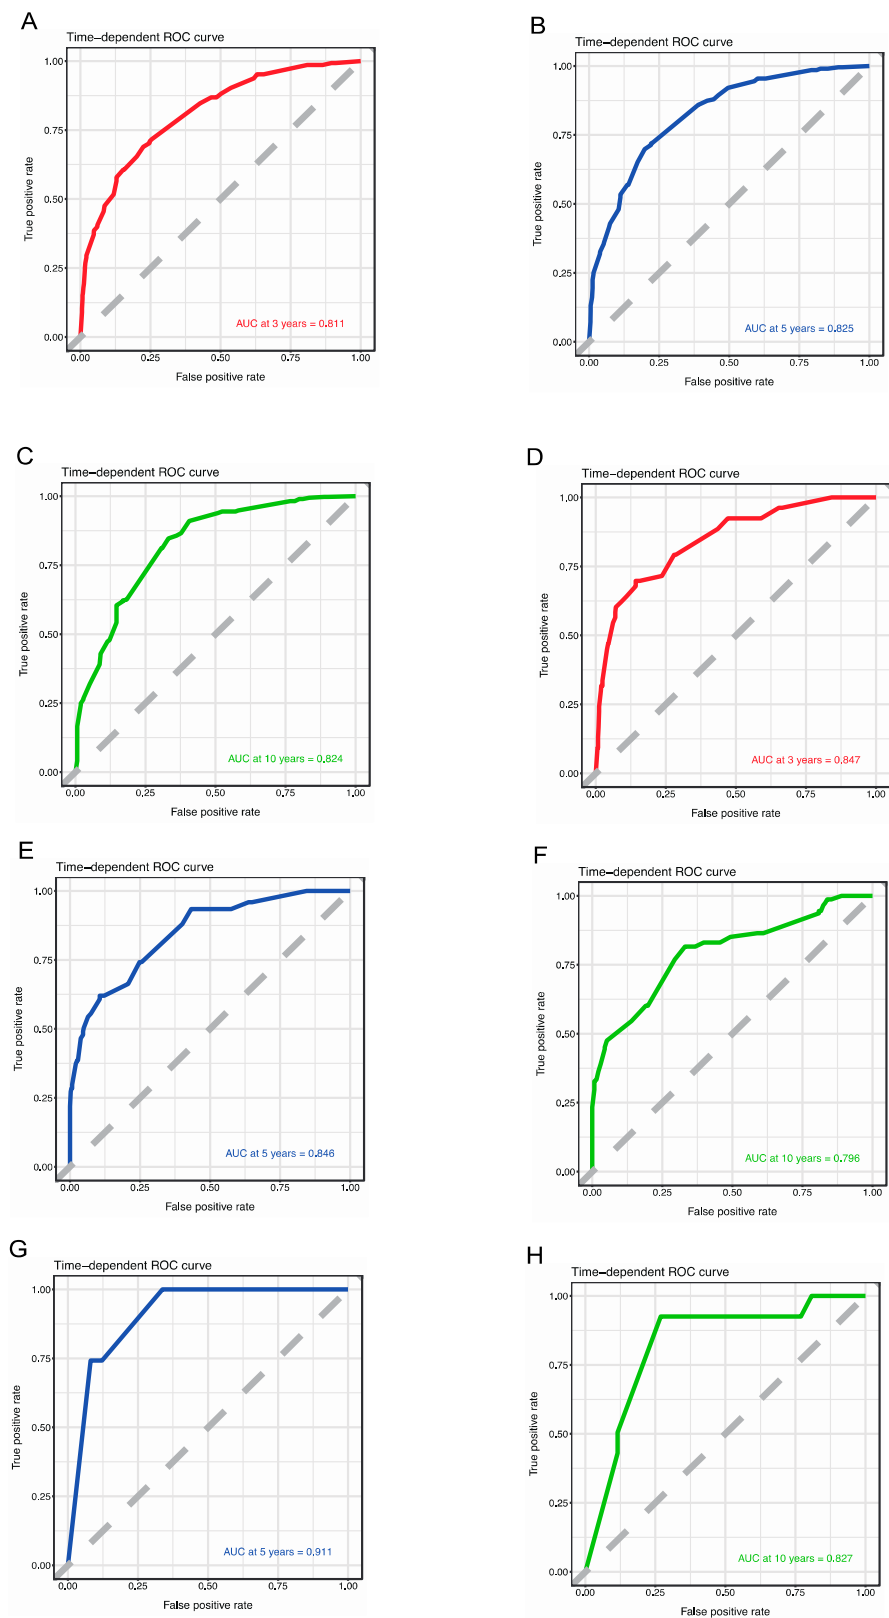 A
Time-dependent ROC curve
1.00
0.75
0.50
0.25
0.00
True positive rate
AUC at 3 years = 0.811
0.00 0.25 0.50 0.75 1.00
False positive rate
B
Time-dependent ROC curve
1.00
0.75
0.50
0.25
0.00
True positive rate
AUC at 5 years = 0.825
0.00 0.25 0.50 0.75 1.00
False positive rate
C
Time-dependent ROC curve
1.00
0.75
0.50
0.25
0.00
True positive rate
AUC at 10 years = 0.824
0.00 0.25 0.50 0.75 1.00
False positive rate
D
Time-dependent ROC curve
1.00
0.75
0.50
0.25
0.00
True positive rate
AUC at 3 years = 0.847
0.00 0.25 0.50 0.75 1.00
False positive rate
E
Time-dependent ROC curve
1.00
0.75
0.50
0.25
0.00
True positive rate
AUC at 5 years = 0.846
0.00 0.25 0.50 0.75 1.00
False positive rate
F
Time-dependent ROC curve
1.00
0.75
0.50
0.25
0.00
True positive rate
AUC at 10 years = 0.796
0.00 0.25 0.50 0.75 1.00
False positive rate
G
Time-dependent ROC curve
1.00
0.75
0.50
0.25
0.00
True positive rate
AUC at 5 years = 0.911
0.00 0.25 0.50 0.75 1.00
False positive rate
H
Time-dependent ROC curve
1.00
0.75
0.50
0.25
0.00
True positive rate
AUC at 10 years = 0.827
0.00 0.25 0.50 0.75 1.00
False positive rate